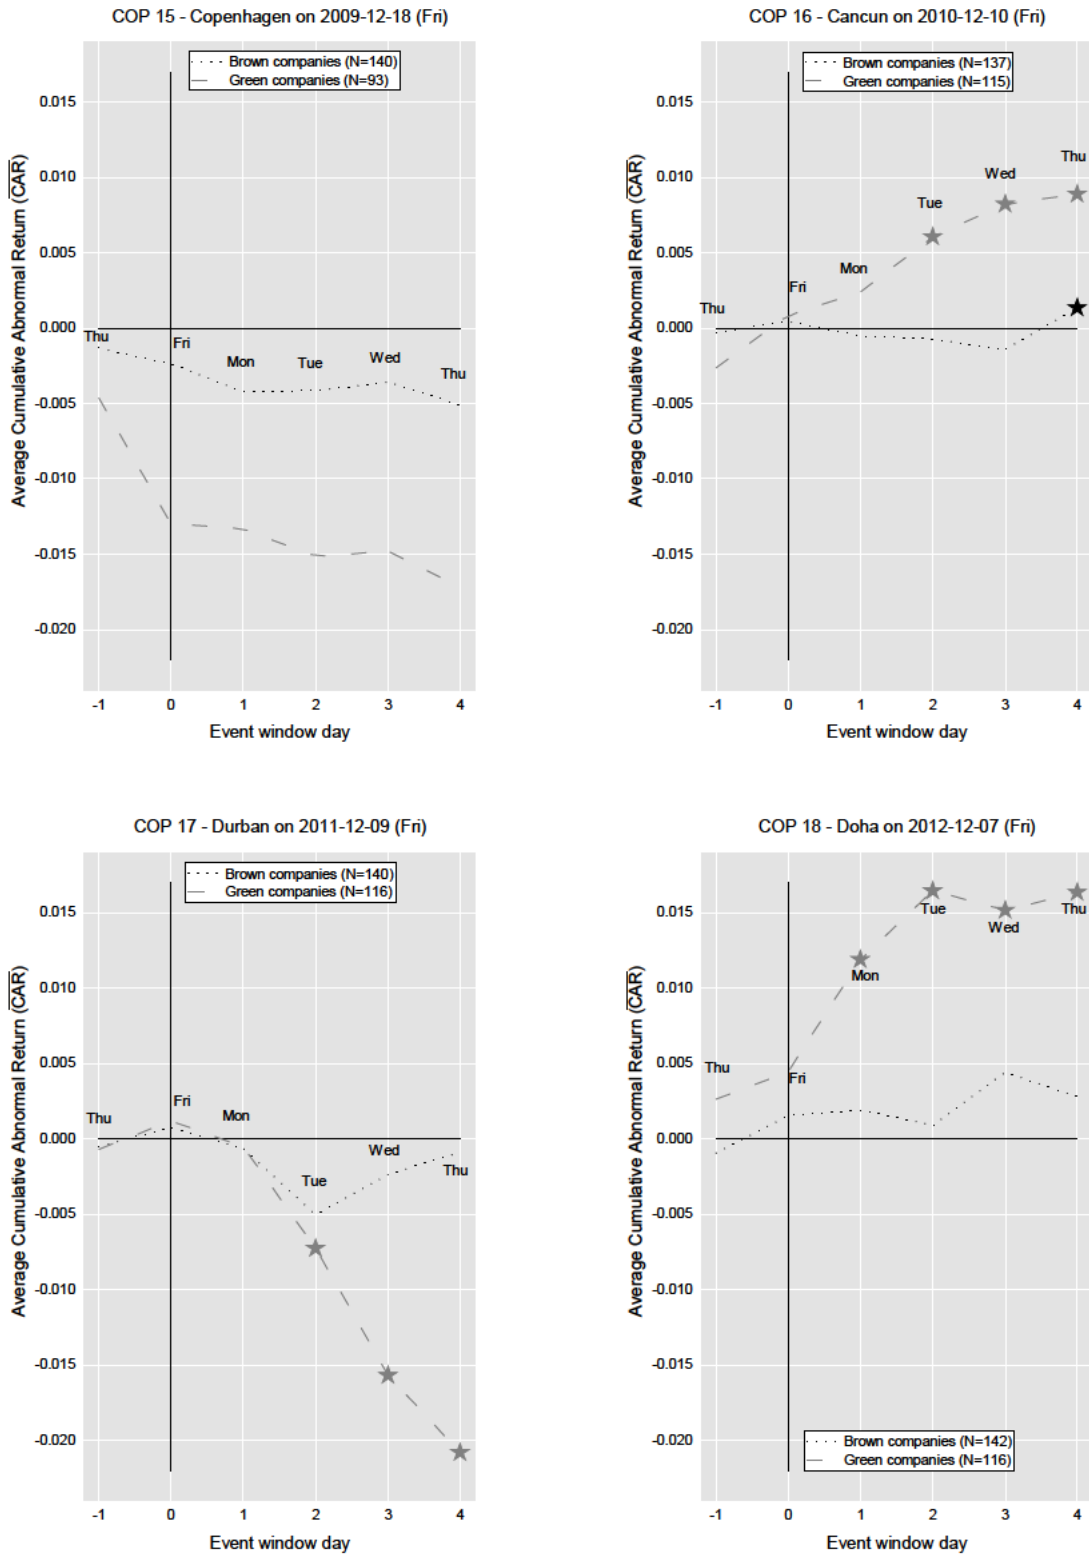 COP 15 - Copenhagen on 2009-12-18 (Fri)
Brown companies (N=140)
Green companies (N=93)
Average Cumulative Abnormal Return (CAR)
0.015
0.010
0.005
0.000
-0.005
-0.010
-0.015
-0.020
Thu
Fri
Mon
Tue
Wed
Thu
-1 0 1 2 3 4
Event window day
COP 16 - Cancun on 2010-12-10 (Fri)
Brown companies (N=137)
Green companies (N=115)
Average Cumulative Abnormal Return (CAR)
0.015
0.010
0.005
0.000
-0.005
-0.010
-0.015
-0.020
Thu
Fri
Mon
Tue
Wed
Thu
-1 0 1 2 3 4
Event window day
COP 17 - Durban on 2011-12-09 (Fri)
Brown companies (N=140)
Green companies (N=116)
Average Cumulative Abnormal Return (CAR)
0.015
0.010
0.005
0.000
-0.005
-0.010
-0.015
-0.020
Thu
Fri
Mon
Tue
Wed
Thu
-1 0 1 2 3 4
Event window day
COP 18 - Doha on 2012-12-07 (Fri)
Average Cumulative Abnormal Return (CAR)
0.015
0.010
0.005
0.000
-0.005
-0.010
-0.015
-0.020
Thu
Fri
Mon
Tue
Wed
Thu
Brown companies (N=142)
Green companies (N=116)
-1 0 1 2 3 4
Event window day